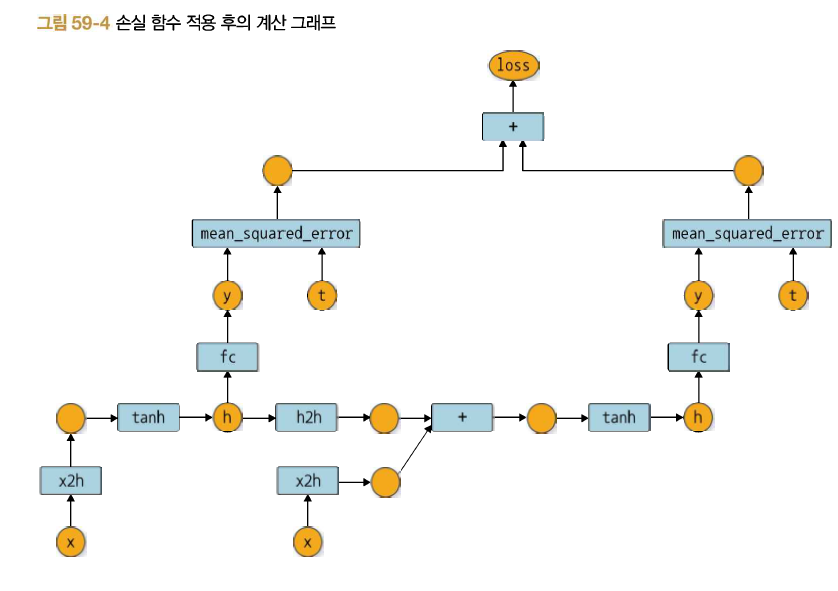 그림 59-4 손실 함수 적용 후의 계산 그래프
loss
+
mean_squared_error mean_squared_error
y t y t
fc fc
tanh h h2h + tanh h
x2h x2h
x x